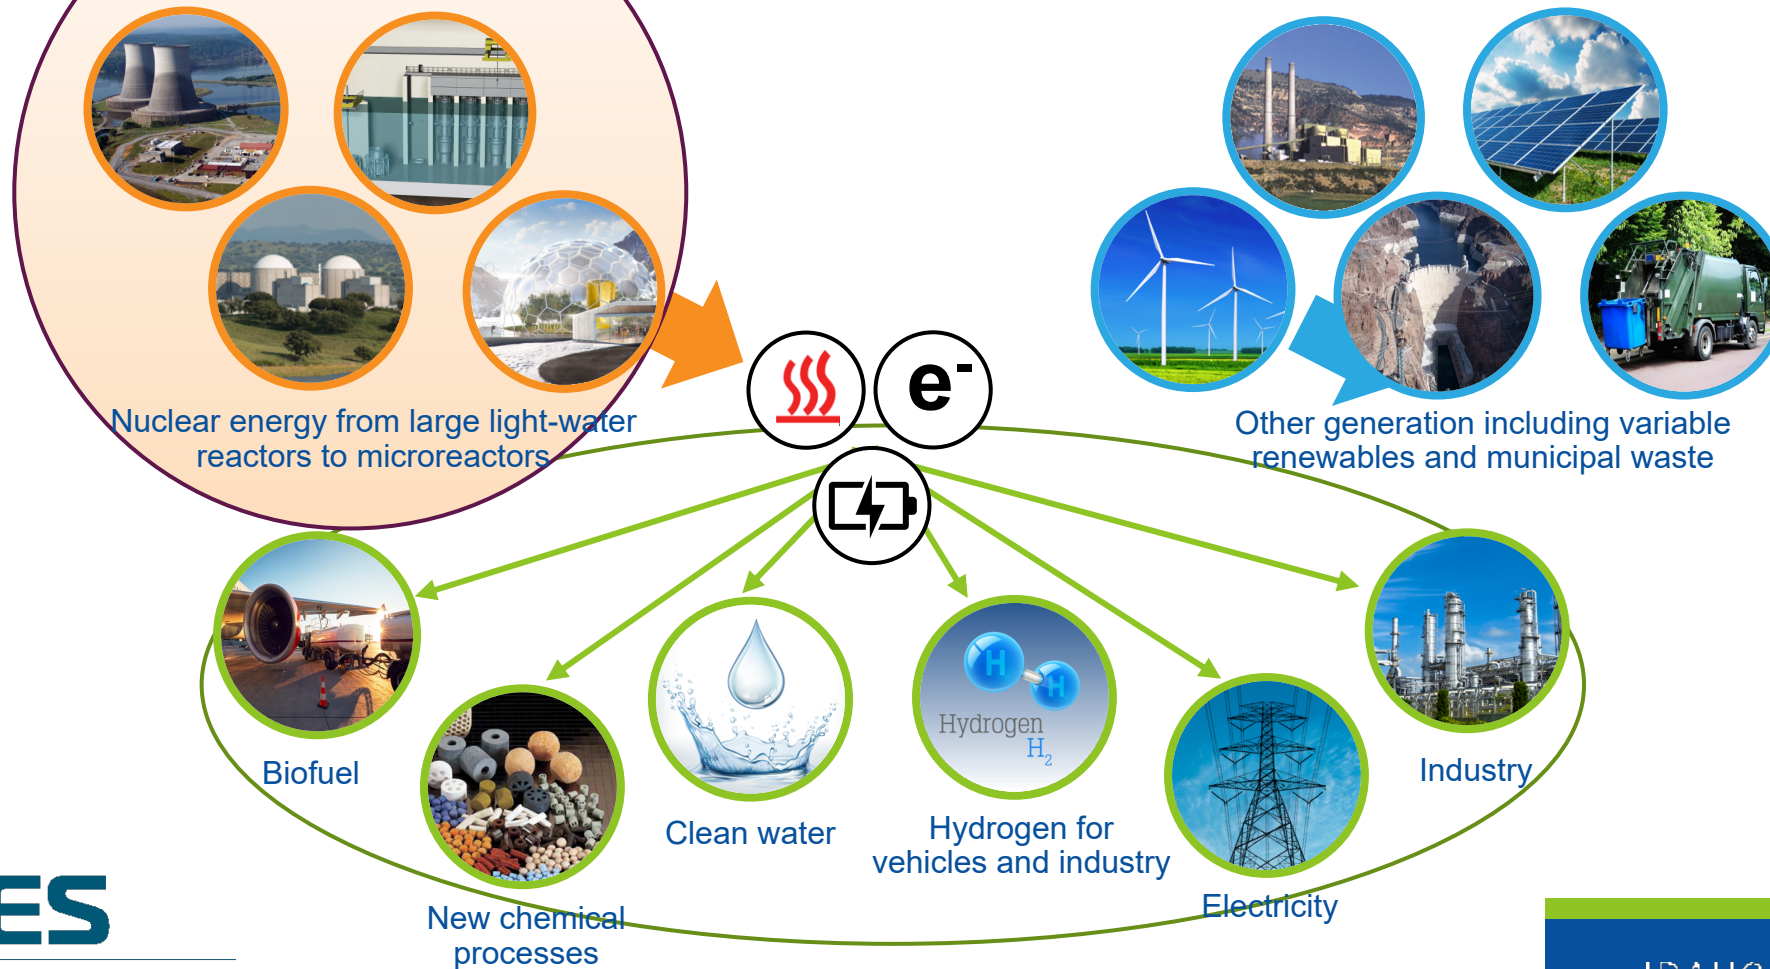 e-
Nuclear energy from large light-water
reactors to microreactors
Other generation including variable
renewables and municipal waste
H
H
Hydrogen
H2
Biofuel
Industry
Clean water
Hydrogen for
vehicles and industry
Electricity
New chemical
processes
ES